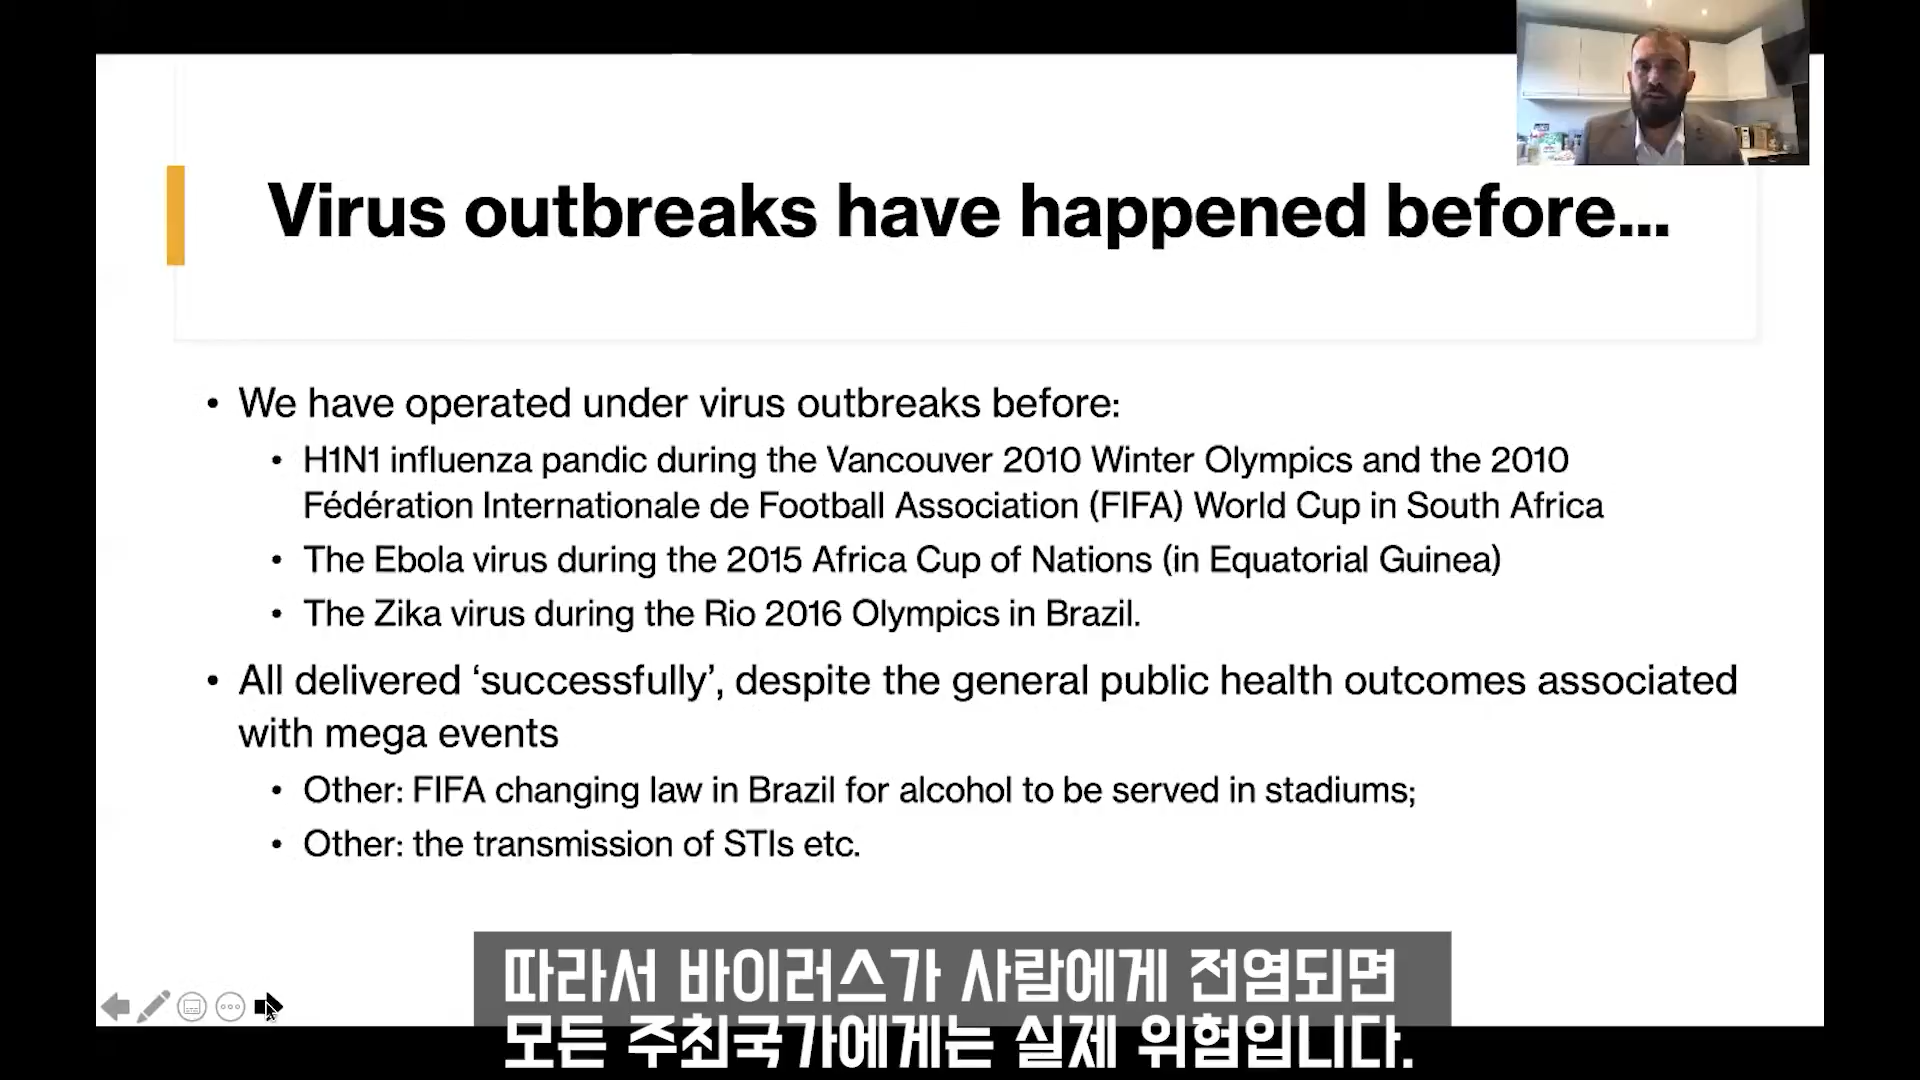 Virus outbreaks have happened before...
• We have operated under virus outbreaks before:
• H1N1 influenza pandic during the Vancouver 2010 Winter Olympics and the 2010
Fédération Internationale de Football Association (FIFA) World Cup in South Africa
• The Ebola virus during the 2015 Africa Cup of Nations (in Equatorial Guinea)
• The Zika virus during the Rio 2016 Olympics in Brazil.
• All delivered ‘successfully’, despite the general public health outcomes associated
with mega events
• Other: FIFA changing law in Brazil for alcohol to be served in stadiums;
• Other: the transmission of STIs etc.
따라서 바이러스가 사람에게 전염되면
모든 주최국가에게는 실제 위험입니다.